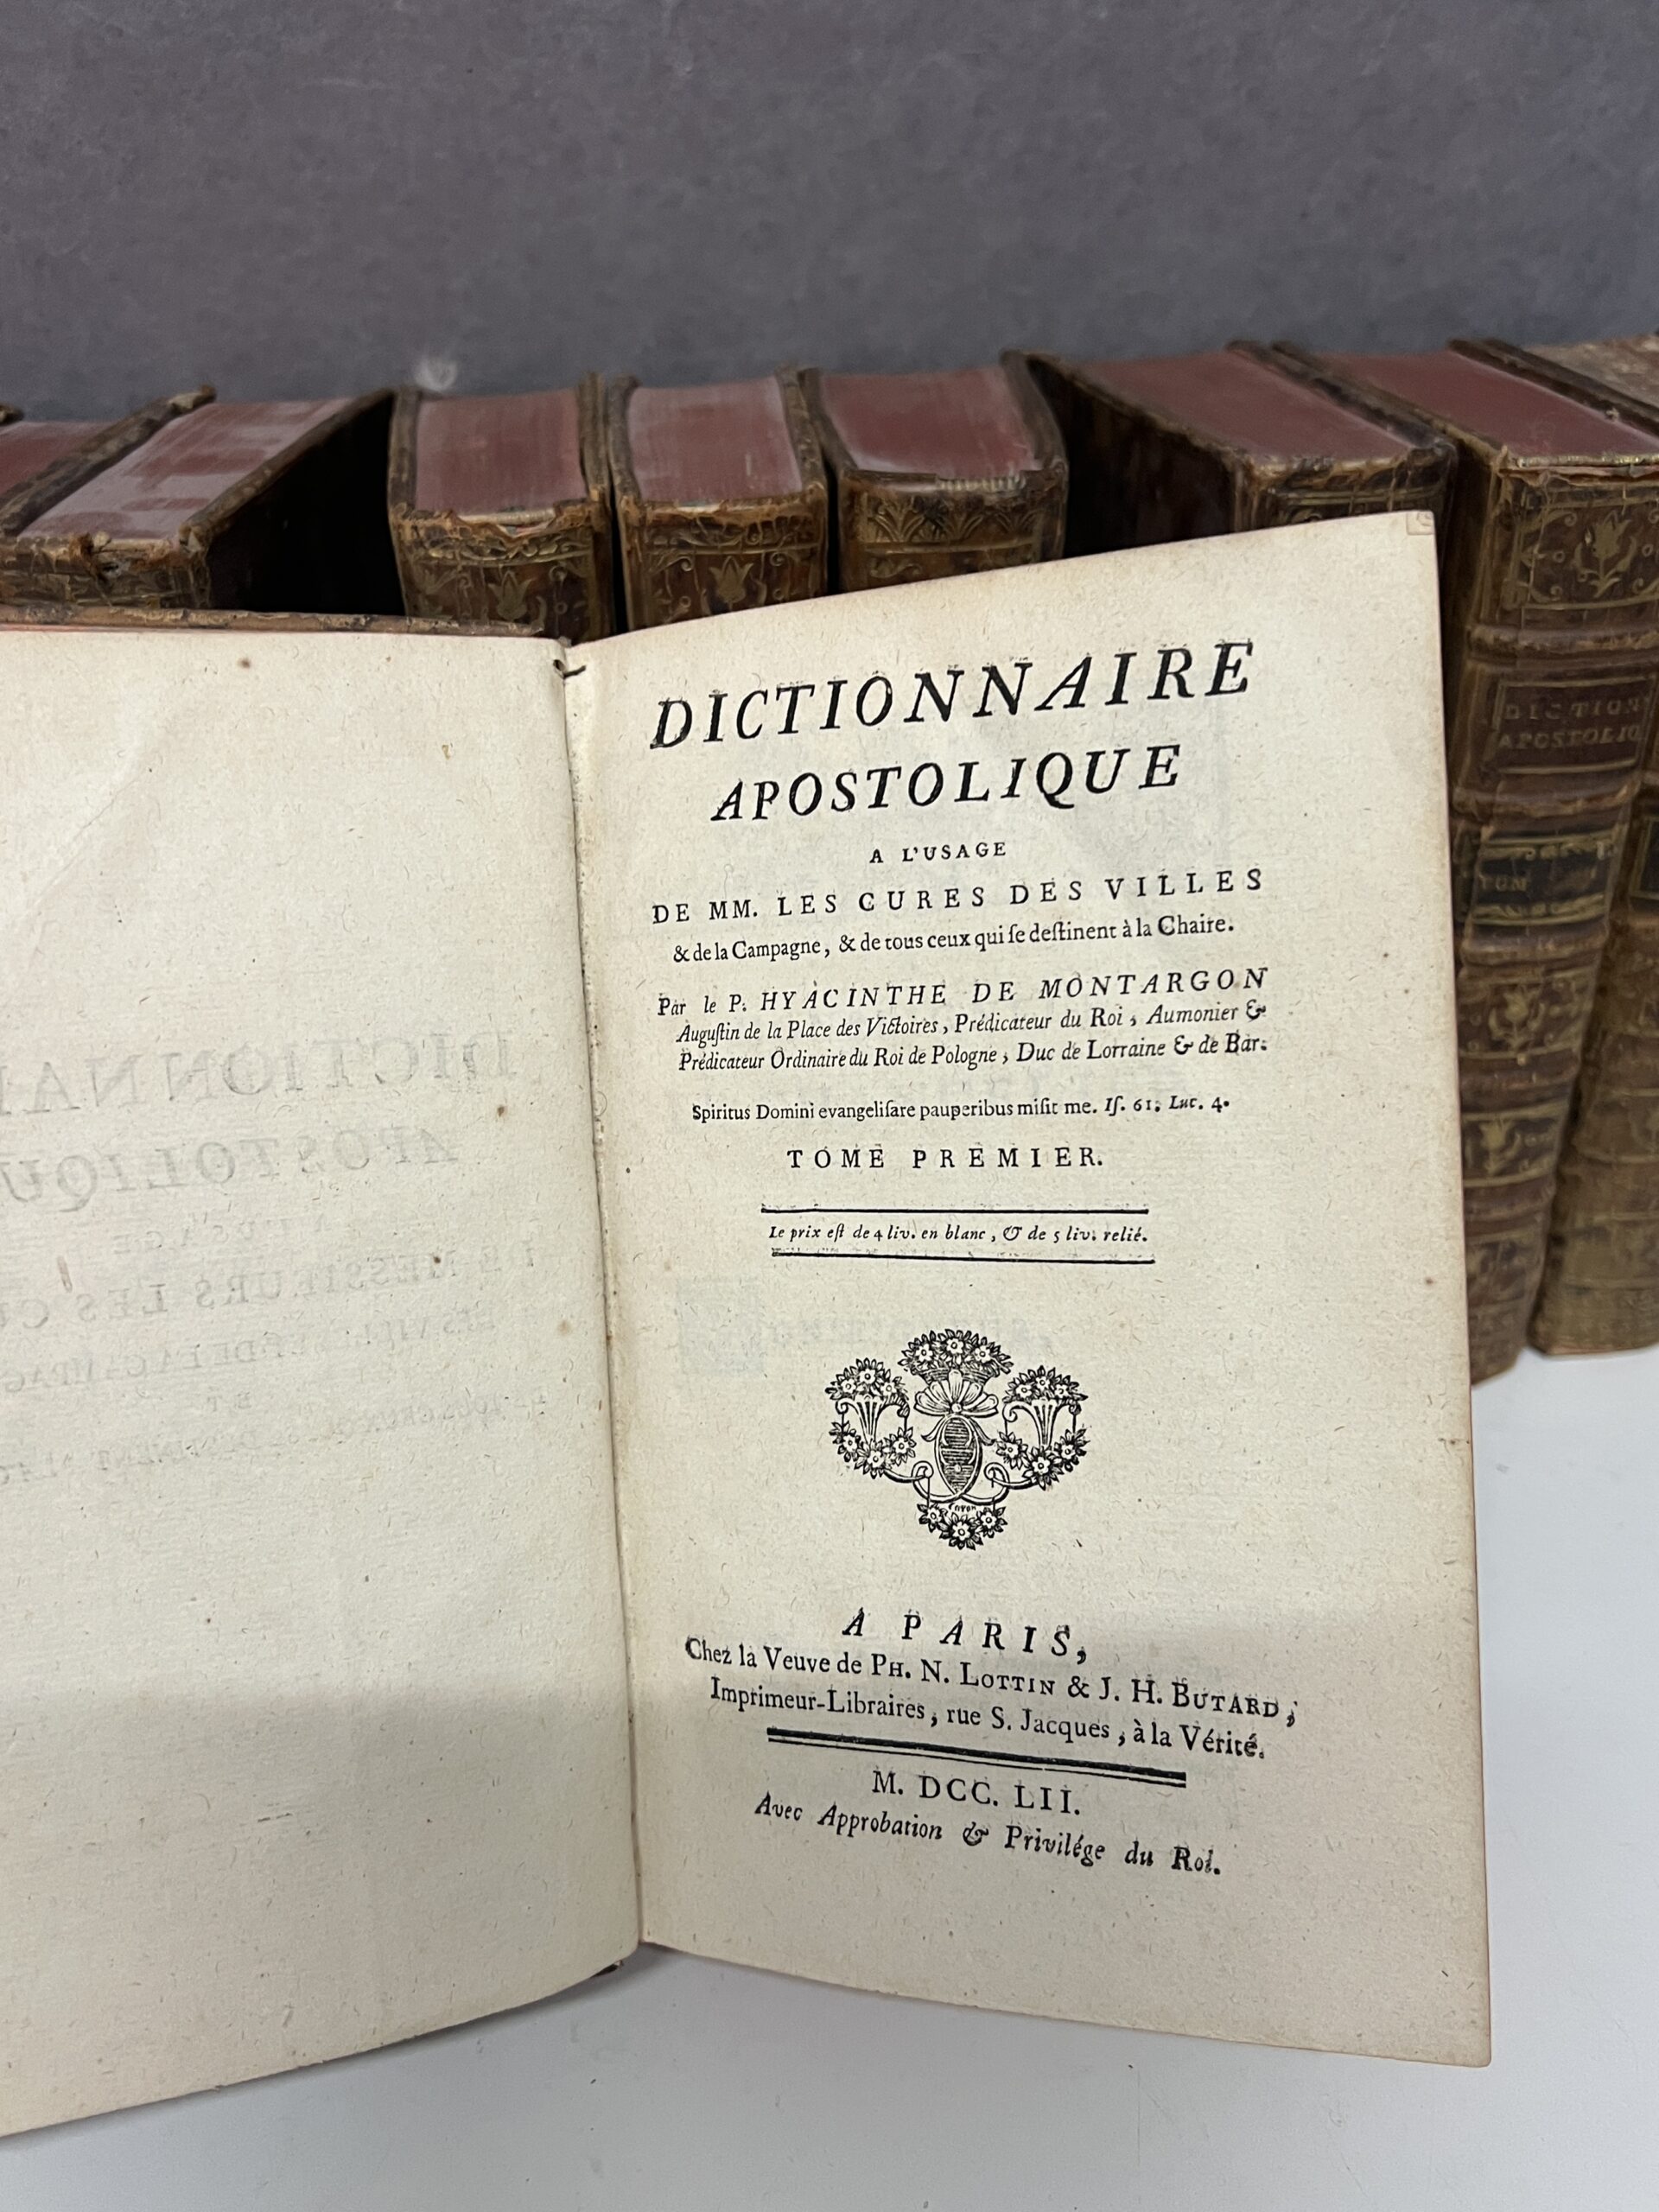 DICTIONNAIRE
APOSTOLIQUE
A L'USAGE
DE MM. LES CURES DES VILLES
& de la Campagne, & de tous ceux qui ſe deſtinent à la Chaire.
Par le P. HYACINTHE DE MONTARGON
Auguſtin de la Place des Victoires, Prédicateur du Roi, Aumonier &
Prédicateur Ordinaire du Roi de Pologne, Duc de Lorraine & de Bar.
Spiritus Domini evangeliſare pauperibus miſit me. Iſ. 61. Luc. 4.
TOME PREMIER.
Le prix eſt de 4 liv. en blanc, & de 5 liv. relié.
A PARIS,
Chez la Veuve de PH. N. LOTTIN & J. H. BUTARD,
Imprimeur-Libraires, rue S. Jacques, à la Vérité.
M. DCC. LII.
Avec Approbation & Privilége du Roi.
DICTION
APOSTOLIQ
TOM